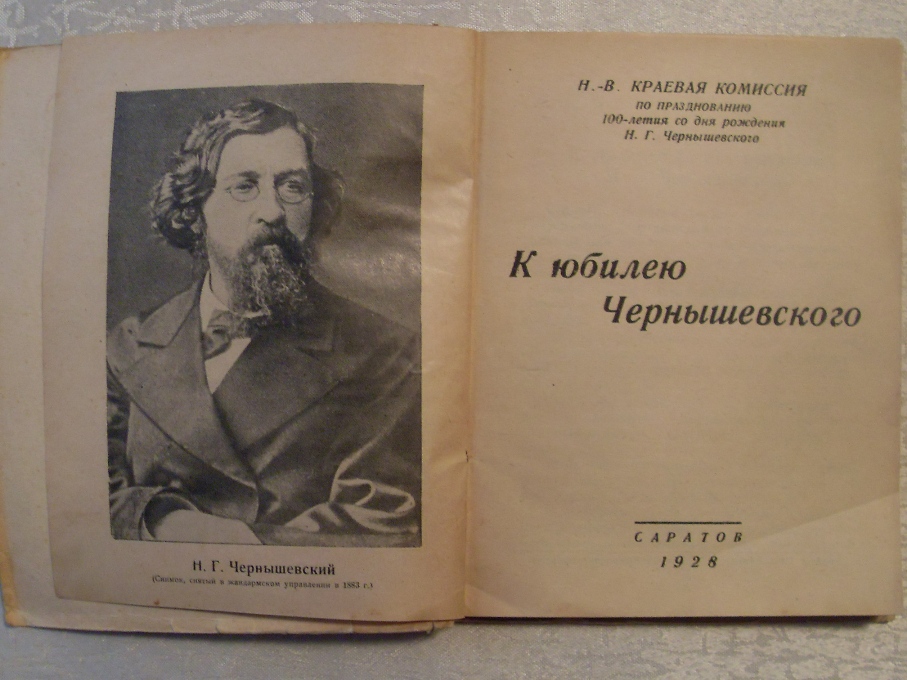 Н. Г. Чернышевский
(Снимок, снятый в жандармском управлении в 1883 г.)
Н.-В. КРАЕВАЯ КОМИССИЯ
ПО ПРАЗДНОВАНИЮ
100-летия со дня рождения
Н. Г. Чернышевского
К юбилею
Чернышевского
САРАТОВ
1928